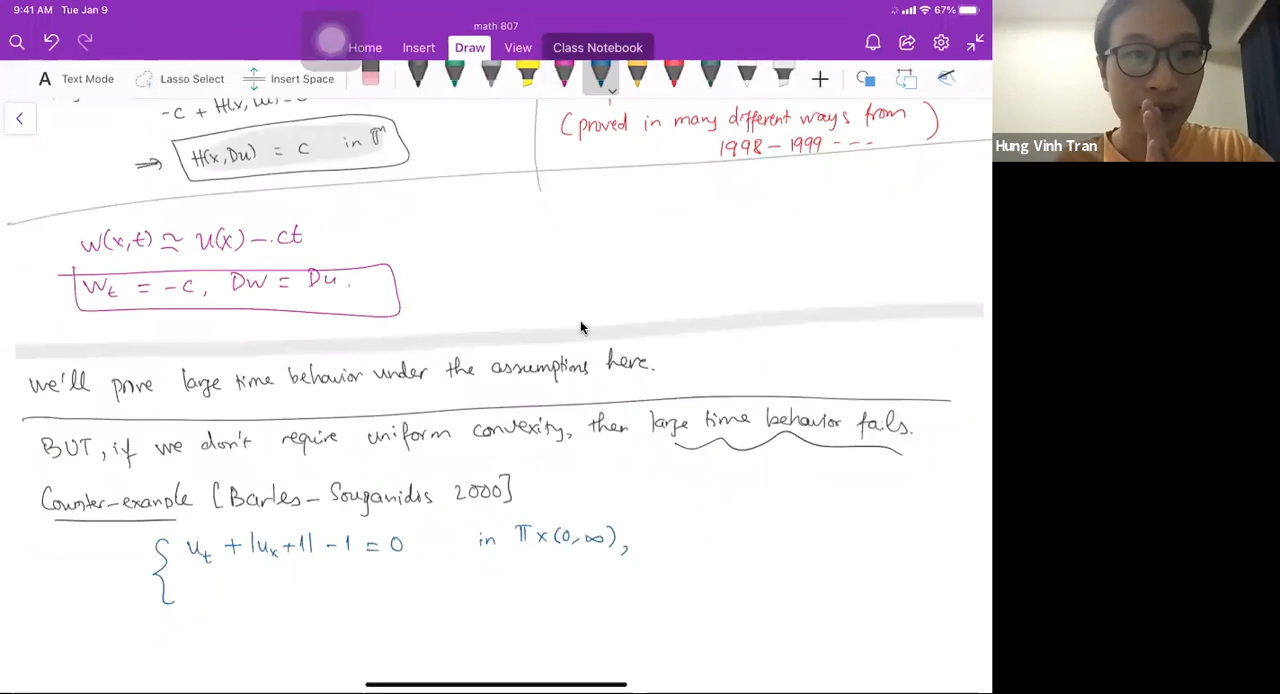 9:41 AM Tue Jan 9
67%
math 807
Home Insert Draw View Class Notebook
Text Mode Lasso Select Insert Space
-c + H(x, Du) =
⟹ H(x, Du) = c in 𝕋ⁿ
(proved in many different ways from
1998 - 1999 - - - )
w(x,t) ≃ u(x) - ct
w_t = -c, Dw = Du.
We'll prove large time behavior under the assumptions here.
BUT, if we don't require uniform convexity, then large time behavior fails.
Counter-example [Barles - Souganidis 2000]
{ u_t + |u_x + 1| - 1 = 0 in 𝕋 × (0, ∞),
Hung Vinh Tran